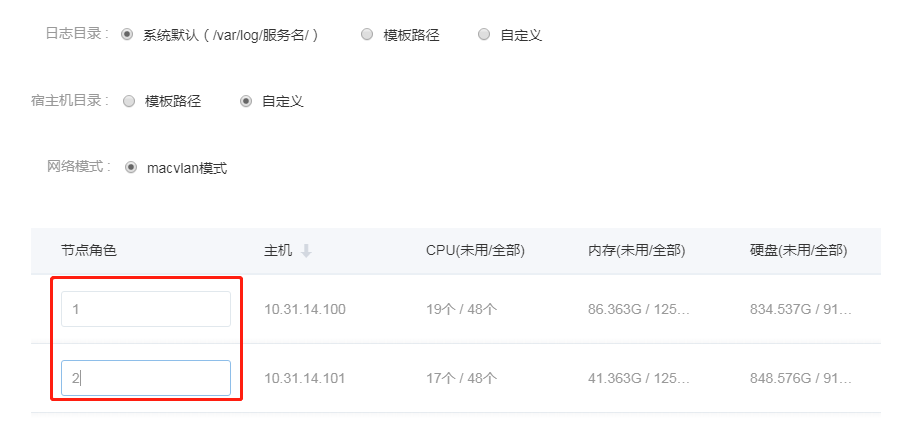 日志目录 : 系统默认 ( /var/log/服务名/ ) 模板路径 自定义
宿主机目录 : 模板路径 自定义
网络模式 : macvlan模式
节点角色 主机 CPU(未用/全部) 内存(未用/全部) 硬盘(未用/全部)
1 10.31.14.100 19个 / 48个 86.363G / 125... 834.537G / 91...
2 10.31.14.101 17个 / 48个 41.363G / 125... 848.576G / 91...